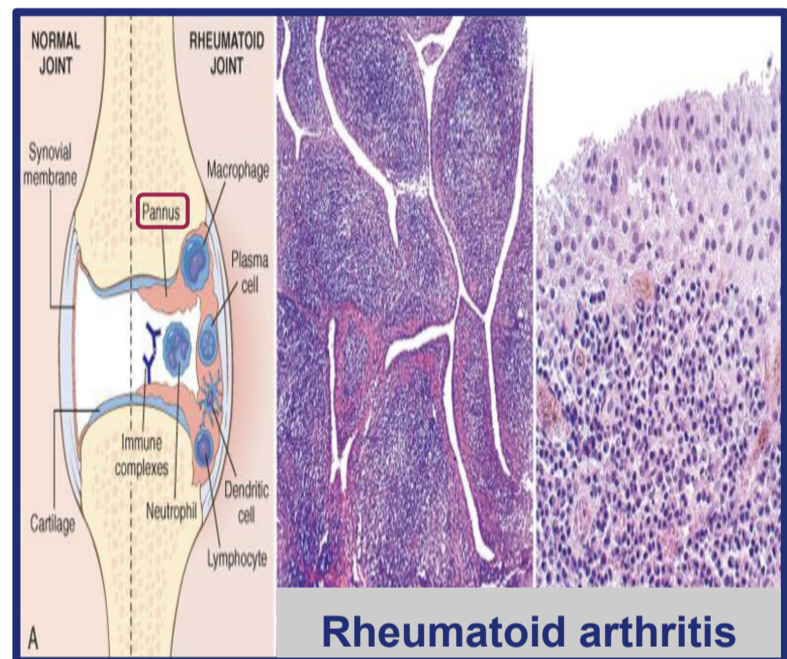 NORMAL
JOINT
RHEUMATOID
JOINT
Synovial
membrane
Macrophage
Pannus
Plasma
cell
Immune
complexes
Neutrophil
Dendritic
cell
Cartilage
Lymphocyte
A
Rheumatoid arthritis